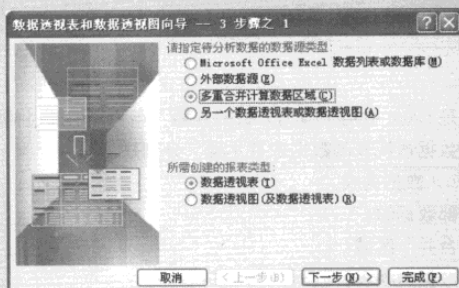 数据透视表和数据透视图向导 -- 3 步骤之 1
请指定待分析数据的数据源类型:
Microsoft Office Excel 数据列表或数据库(M)
外部数据源(E)
多重合并计算数据区域(C)
另一个数据透视表或数据透视图(A)
所需创建的报表类型:
数据透视表(T)
数据透视图(及数据透视表)(R)
取消 < 上一步(B) 下一步(N) > 完成(F)